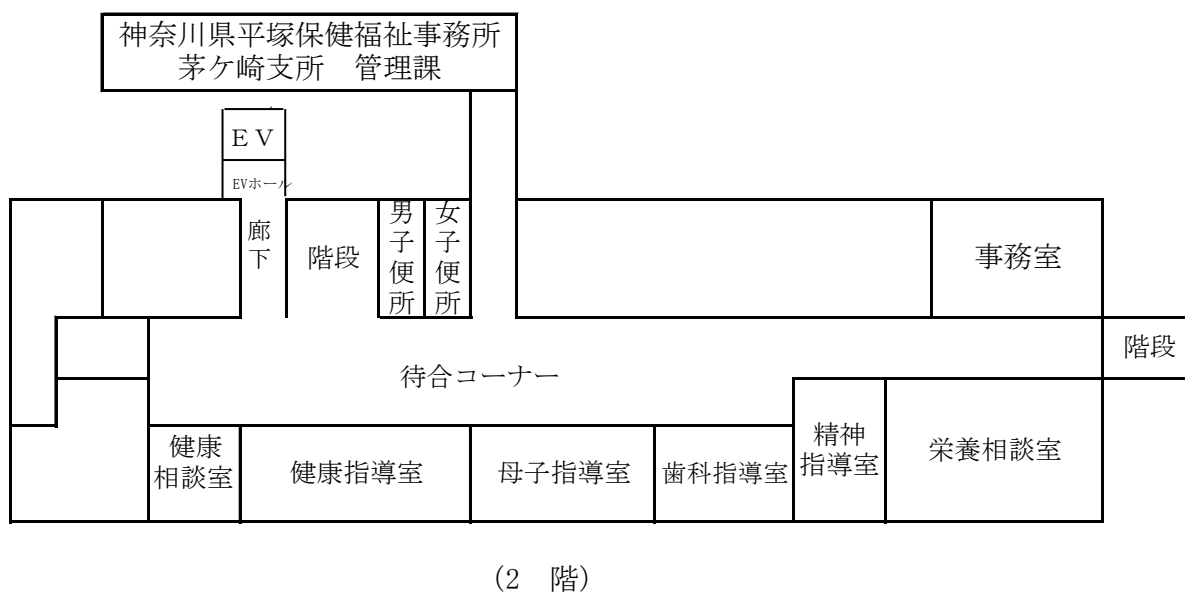 神奈川県平塚保健福祉事務所
茅ケ崎支所　管理課
ＥＶ
EVホール
廊下
階段
男子便所
女子便所
事務室
階段
待合コーナー
健康
相談室
健康指導室
母子指導室
歯科指導室
精神
指導室
栄養相談室
(2　階)